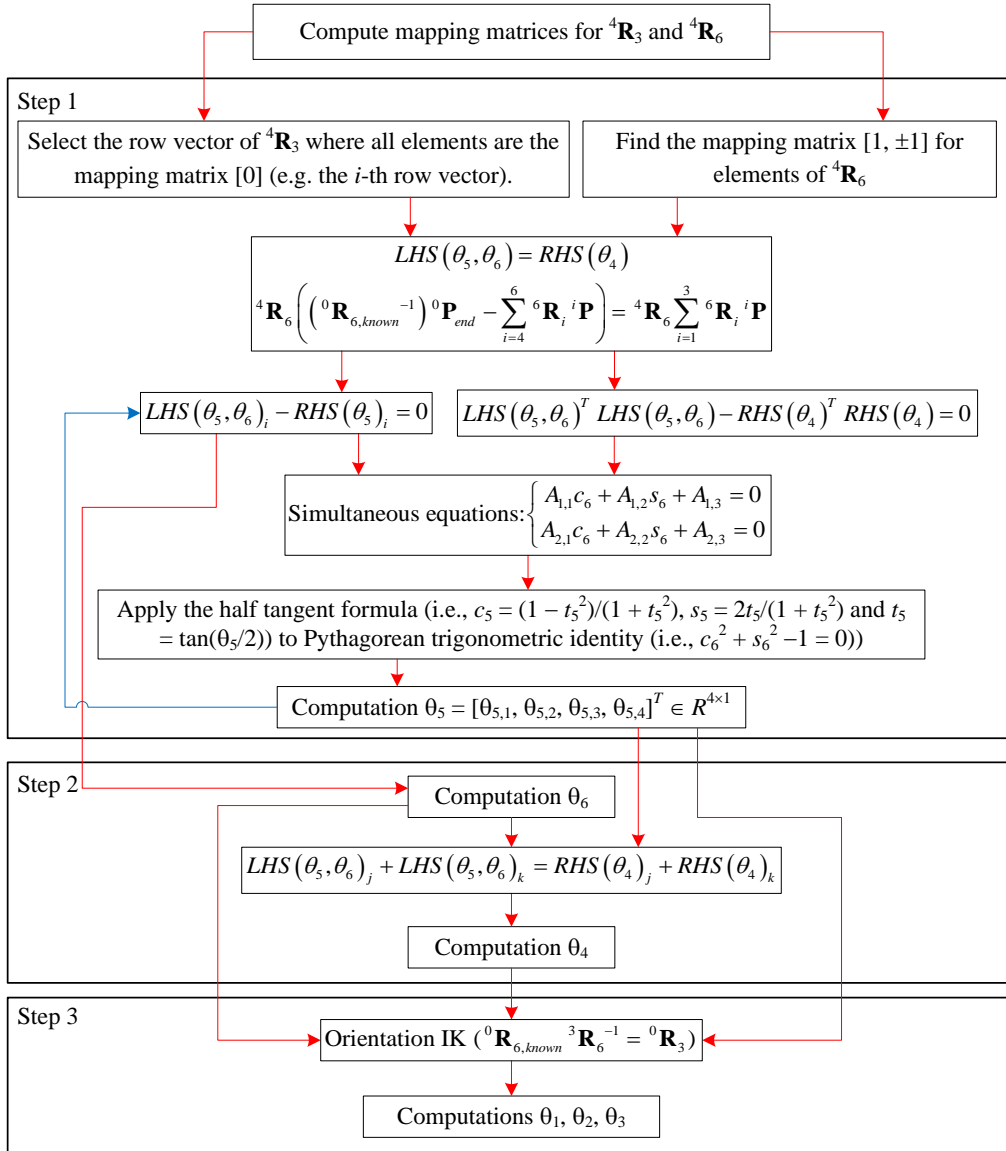 Compute mapping matrices for ⁴R₃ and ⁴R₆
Step 1
Select the row vector of ⁴R₃ where all elements are the
mapping matrix [0] (e.g. the i-th row vector).
Find the mapping matrix [1, ±1] for
elements of ⁴R₆
LHS(θ₅,θ₆) = RHS(θ₄)
⁴R₆((⁰R₆,known⁻¹) ⁰P_end − ∑_{i=4}^{6} ⁶Rᵢ ⁱP) = ⁴R₆ ∑_{i=1}^{3} ⁶Rᵢ ⁱP
LHS(θ₅,θ₆)ᵢ − RHS(θ₅)ᵢ = 0
LHS(θ₅,θ₆)ᵀ LHS(θ₅,θ₆) − RHS(θ₄)ᵀ RHS(θ₄) = 0
Simultaneous equations: {
A₁,₁c₆ + A₁,₂s₆ + A₁,₃ = 0
A₂,₁c₆ + A₂,₂s₆ + A₂,₃ = 0
Apply the half tangent formula (i.e., c₅ = (1 − t₅²)/(1 + t₅²), s₅ = 2t₅/(1 + t₅²) and t₅
= tan(θ₅/2)) to Pythagorean trigonometric identity (i.e., c₆² + s₆² −1 = 0))
Computation θ₅ = [θ₅,₁, θ₅,₂, θ₅,₃, θ₅,₄]ᵀ ∈ R⁴ˣ¹
Step 2
Computation θ₆
LHS(θ₅,θ₆)ⱼ + LHS(θ₅,θ₆)ₖ = RHS(θ₄)ⱼ + RHS(θ₄)ₖ
Computation θ₄
Step 3
Orientation IK (⁰R₆,known ³R₆⁻¹ = ⁰R₃)
Computations θ₁, θ₂, θ₃